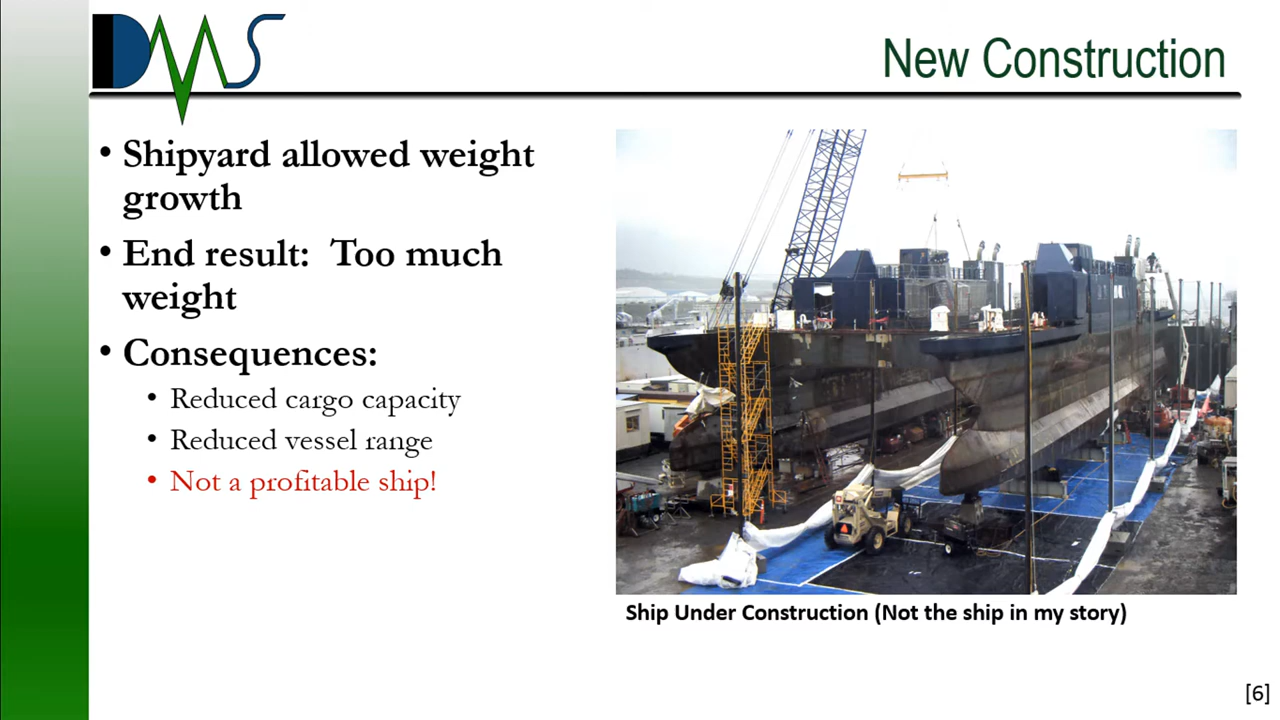 DMS
New Construction
• Shipyard allowed weight
growth
• End result:  Too much
weight
• Consequences:
• Reduced cargo capacity
• Reduced vessel range
• Not a profitable ship!
Ship Under Construction (Not the ship in my story)
[6]